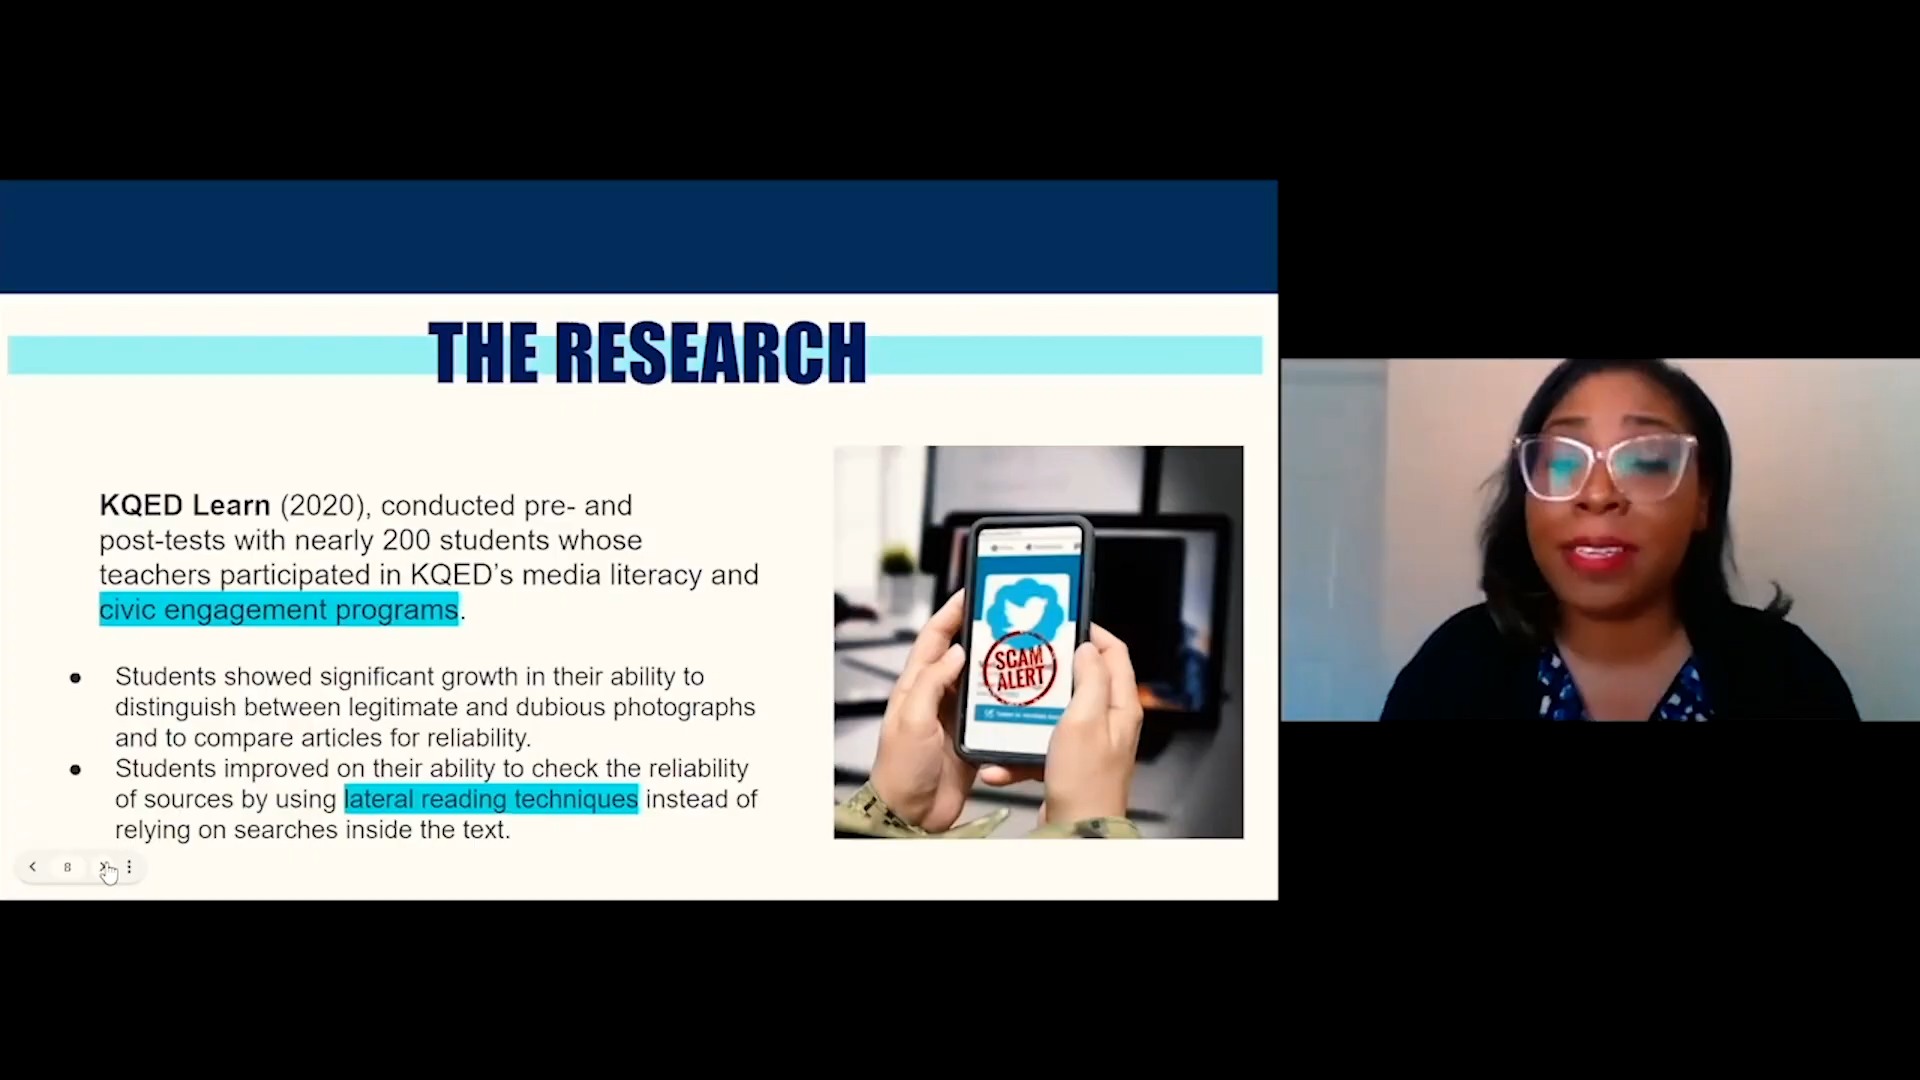 THE RESEARCH
KQED Learn (2020), conducted pre- and
post-tests with nearly 200 students whose
teachers participated in KQED’s media literacy and
civic engagement programs.
● Students showed significant growth in their ability to
distinguish between legitimate and dubious photographs
and to compare articles for reliability.
● Students improved on their ability to check the reliability
of sources by using lateral reading techniques instead of
relying on searches inside the text.
SCAM
ALERT
8